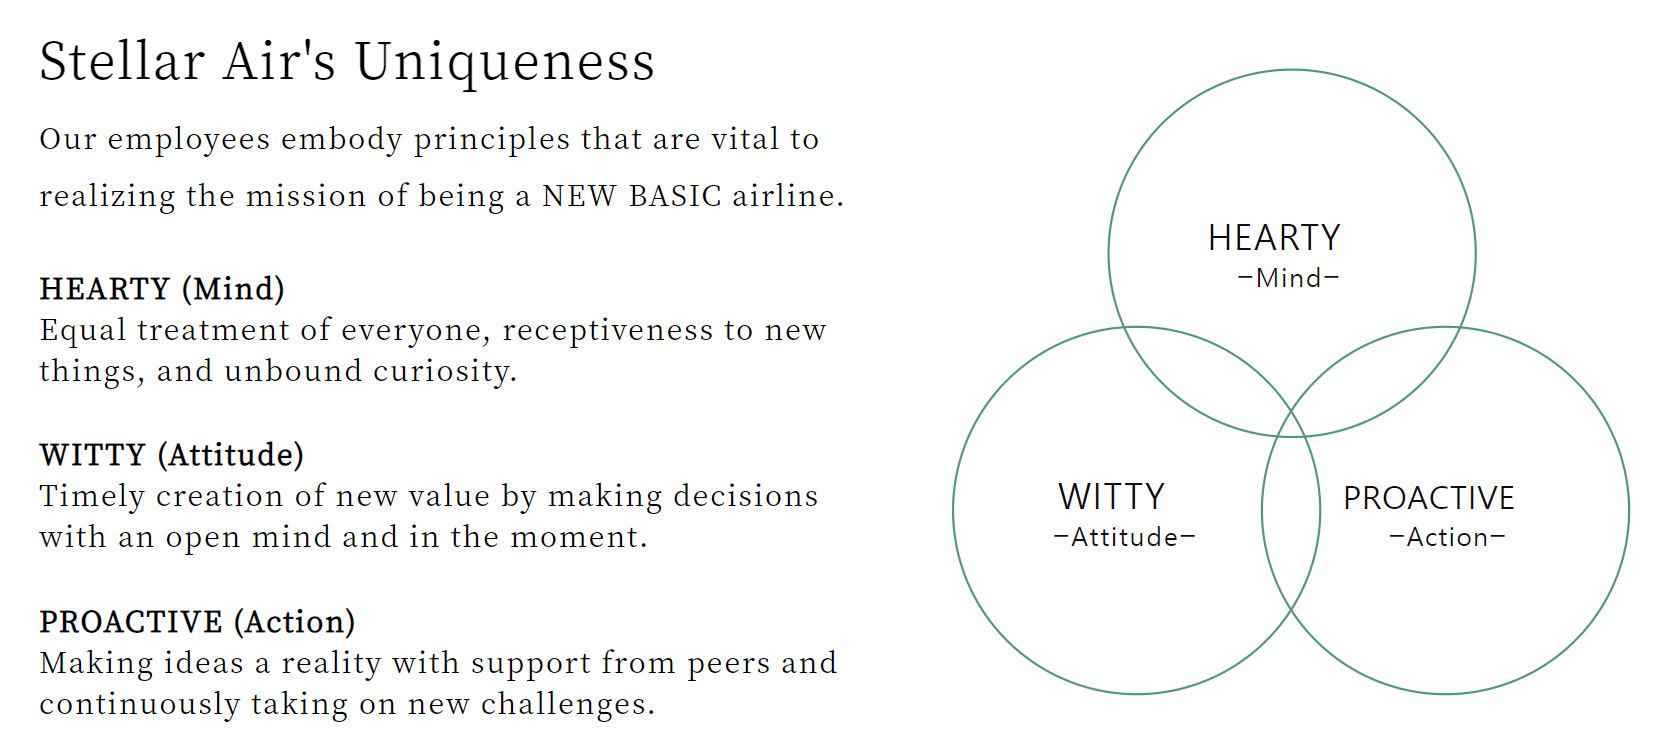 Stellar Air's Uniqueness
Our employees embody principles that are vital to
realizing the mission of being a NEW BASIC airline.
HEARTY (Mind)
Equal treatment of everyone, receptiveness to new
things, and unbound curiosity.
WITTY (Attitude)
Timely creation of new value by making decisions
with an open mind and in the moment.
PROACTIVE (Action)
Making ideas a reality with support from peers and
continuously taking on new challenges.
HEARTY
−Mind−
WITTY
−Attitude−
PROACTIVE
−Action−